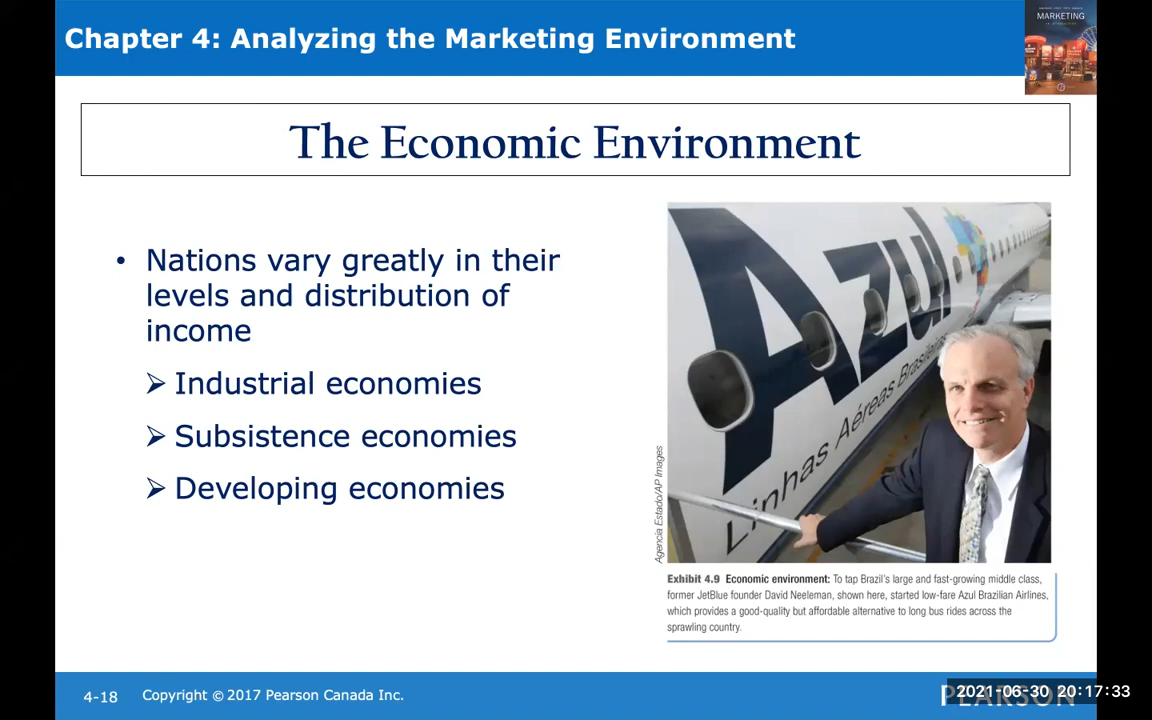 Chapter 4: Analyzing the Marketing Environment
MARKETING
The Economic Environment
• Nations vary greatly in their
levels and distribution of
income
➢ Industrial economies
➢ Subsistence economies
➢ Developing economies
Azul
Linhas Aéreas Brasileiras
Agencia Estado/AP Images
Exhibit 4.9 Economic environment: To tap Brazil's large and fast-growing middle class,
former JetBlue founder David Neeleman, shown here, started low-fare Azul Brazilian Airlines,
which provides a good-quality but affordable alternative to long bus rides across the
sprawling country.
4-18 Copyright © 2017 Pearson Canada Inc.
PEARSON
2021-06-30 20:17:33